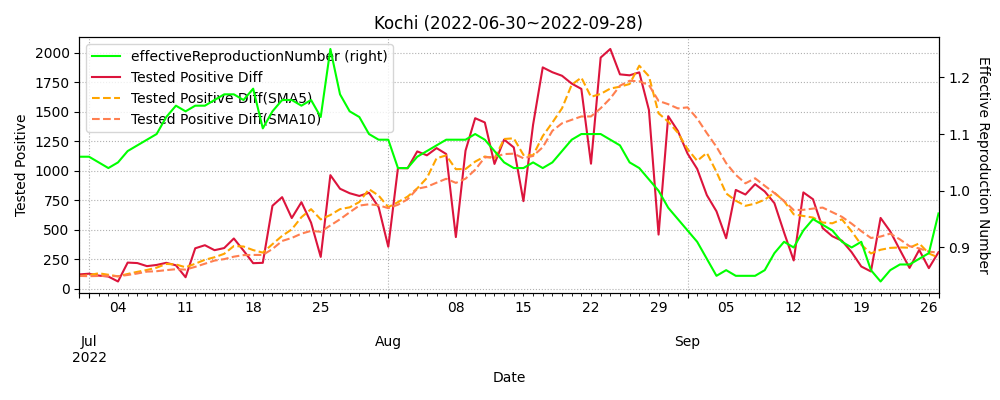 Kochi (2022-06-30~2022-09-28)
effectiveReproductionNumber (right)
Tested Positive Diff
Tested Positive Diff(SMA5)
Tested Positive Diff(SMA10)
Tested Positive
2000
1750
1500
1250
1000
750
500
250
0
1.2
1.1
1.0
0.9
Effective Reproduction Number
04 11 18 25 08 15 22 29 05 12 19 26
Jul Aug Sep
2022
Date